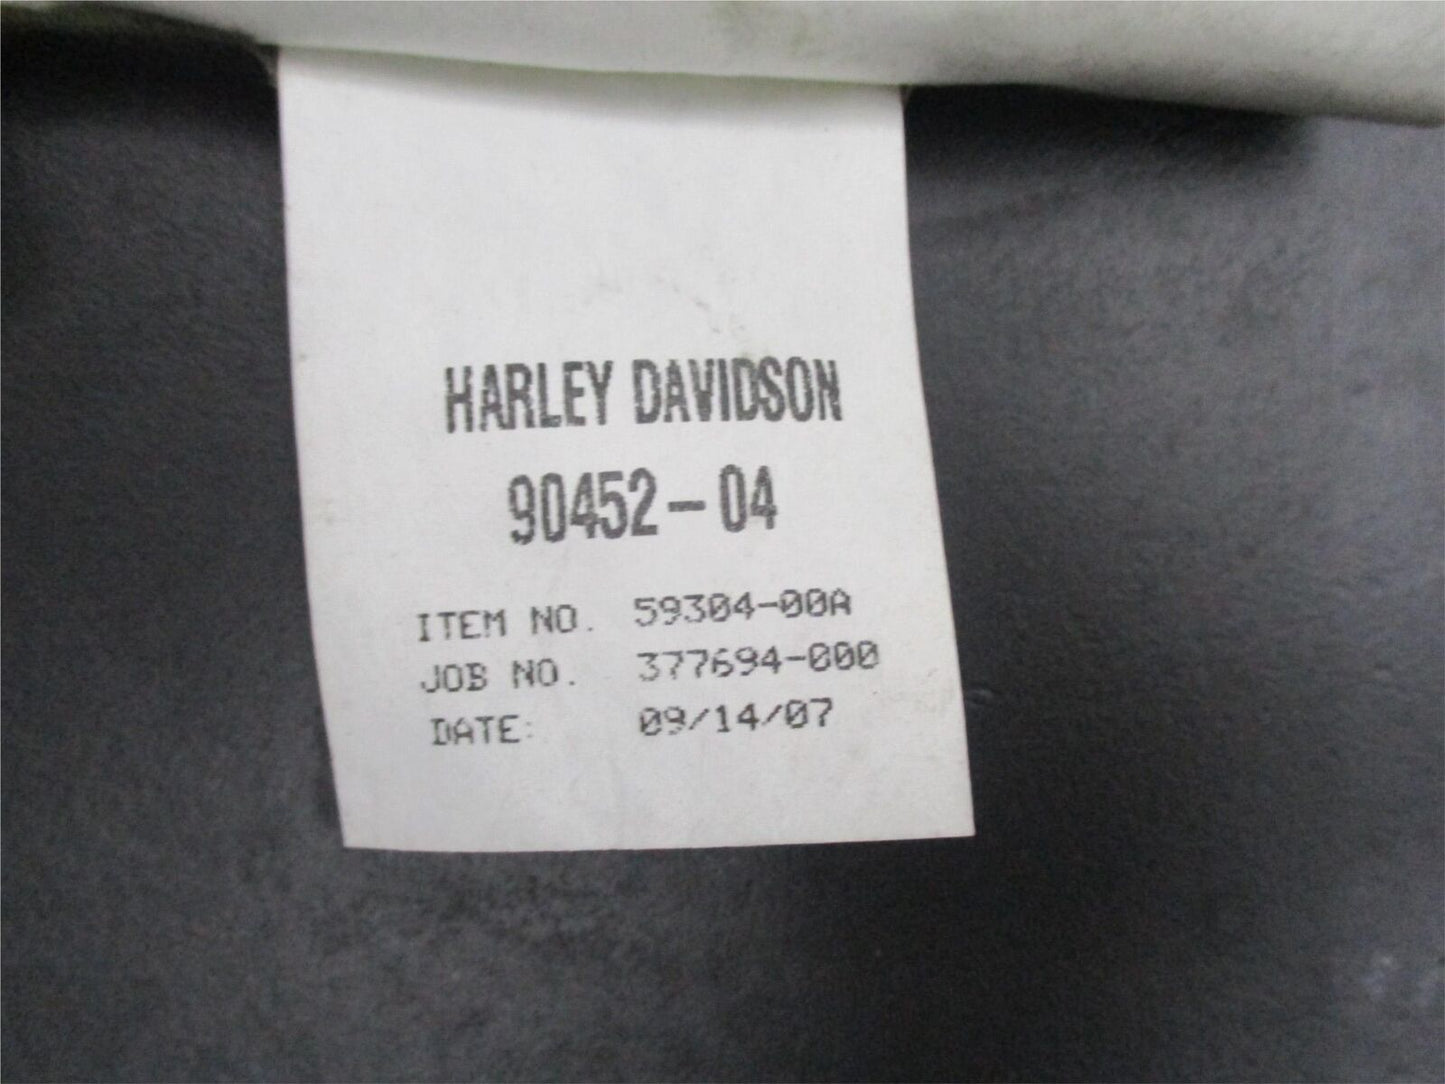 HARLEY DAVIDSON
90452-04
ITEM NO. 59304-00A
JOB NO. 377694-000
DATE: 09/14/07